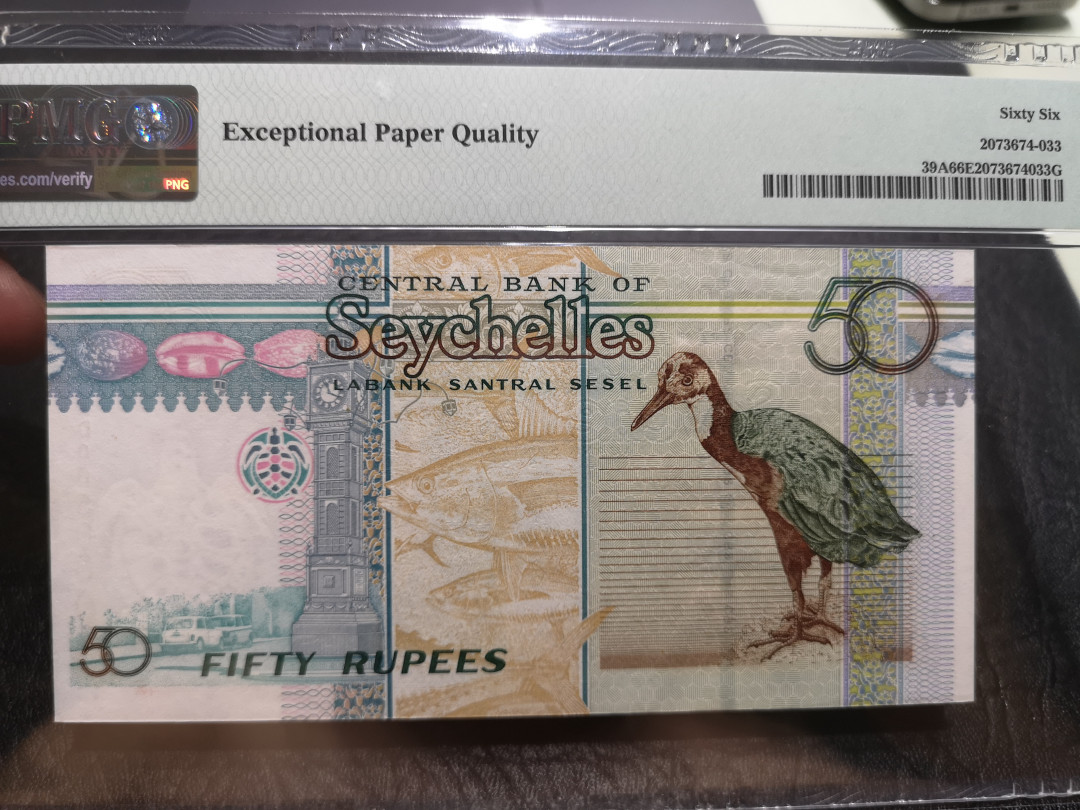 PMG
es.com/verify
PNG
Exceptional Paper Quality
Sixty Six
2073674-033
39A66E2073674033G
CENTRAL BANK OF
Seychelles
LABANK SANTRAL SESEL
50
50
FIFTY RUPEES